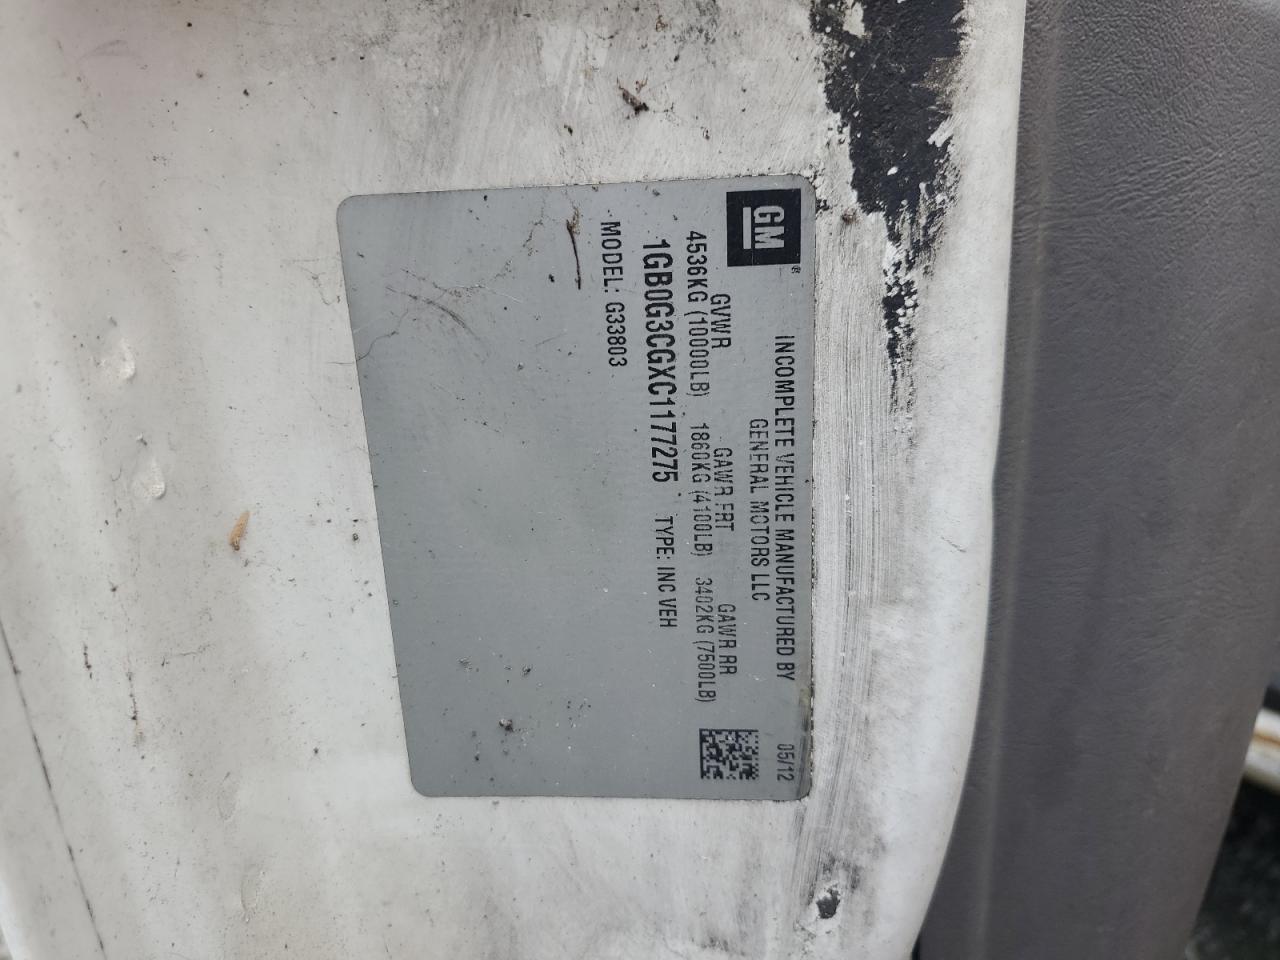 GM®
INCOMPLETE VEHICLE MANUFACTURED BY 05/12
GENERAL MOTORS LLC
GVWR GAWR FRT GAWR RR
4536KG (10000LB) 1860KG (4100LB) 3402KG (7500LB)
1GB0G3CGXC1177275 TYPE: INC VEH
MODEL: G33803